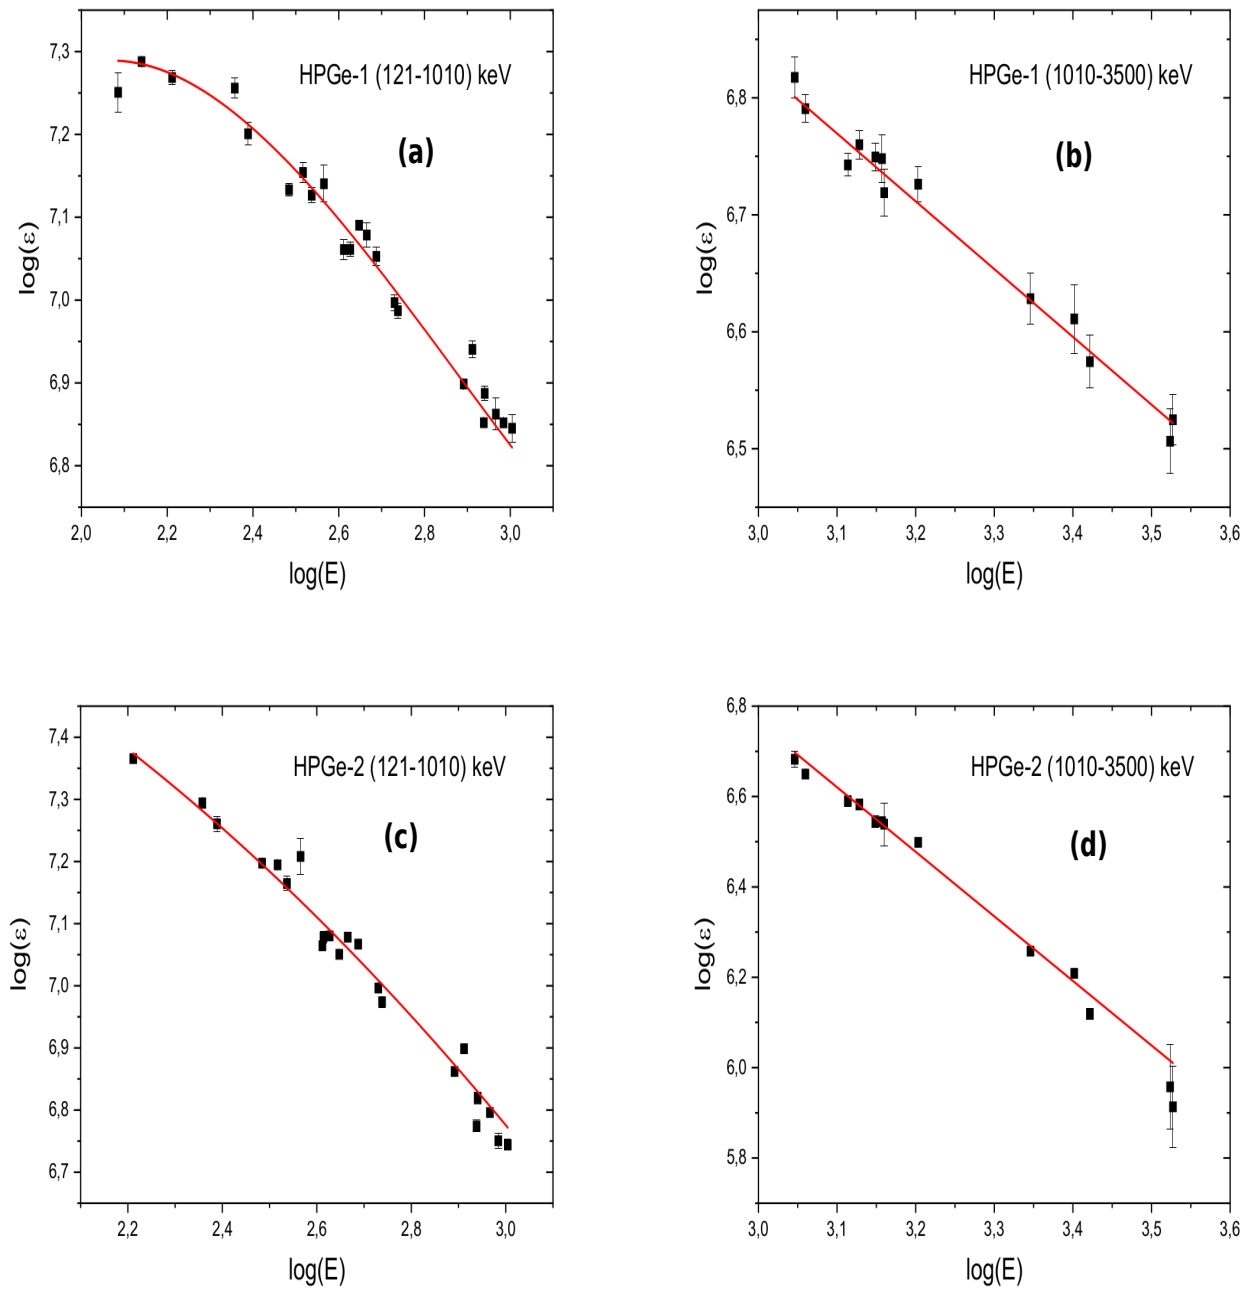 HPGe-1 (121-1010) keV
(a)
7,3
7,2
7,1
7,0
6,9
6,8
log(ε)
2,0 2,2 2,4 2,6 2,8 3,0
log(E)
HPGe-1 (1010-3500) keV
(b)
6,8
6,7
6,6
6,5
log(ε)
3,0 3,1 3,2 3,3 3,4 3,5 3,6
log(E)
HPGe-2 (121-1010) keV
(c)
7,4
7,3
7,2
7,1
7,0
6,9
6,8
6,7
log(ε)
2,2 2,4 2,6 2,8 3,0
log(E)
HPGe-2 (1010-3500) keV
(d)
6,8
6,6
6,4
6,2
6,0
5,8
log(ε)
3,0 3,1 3,2 3,3 3,4 3,5 3,6
log(E)